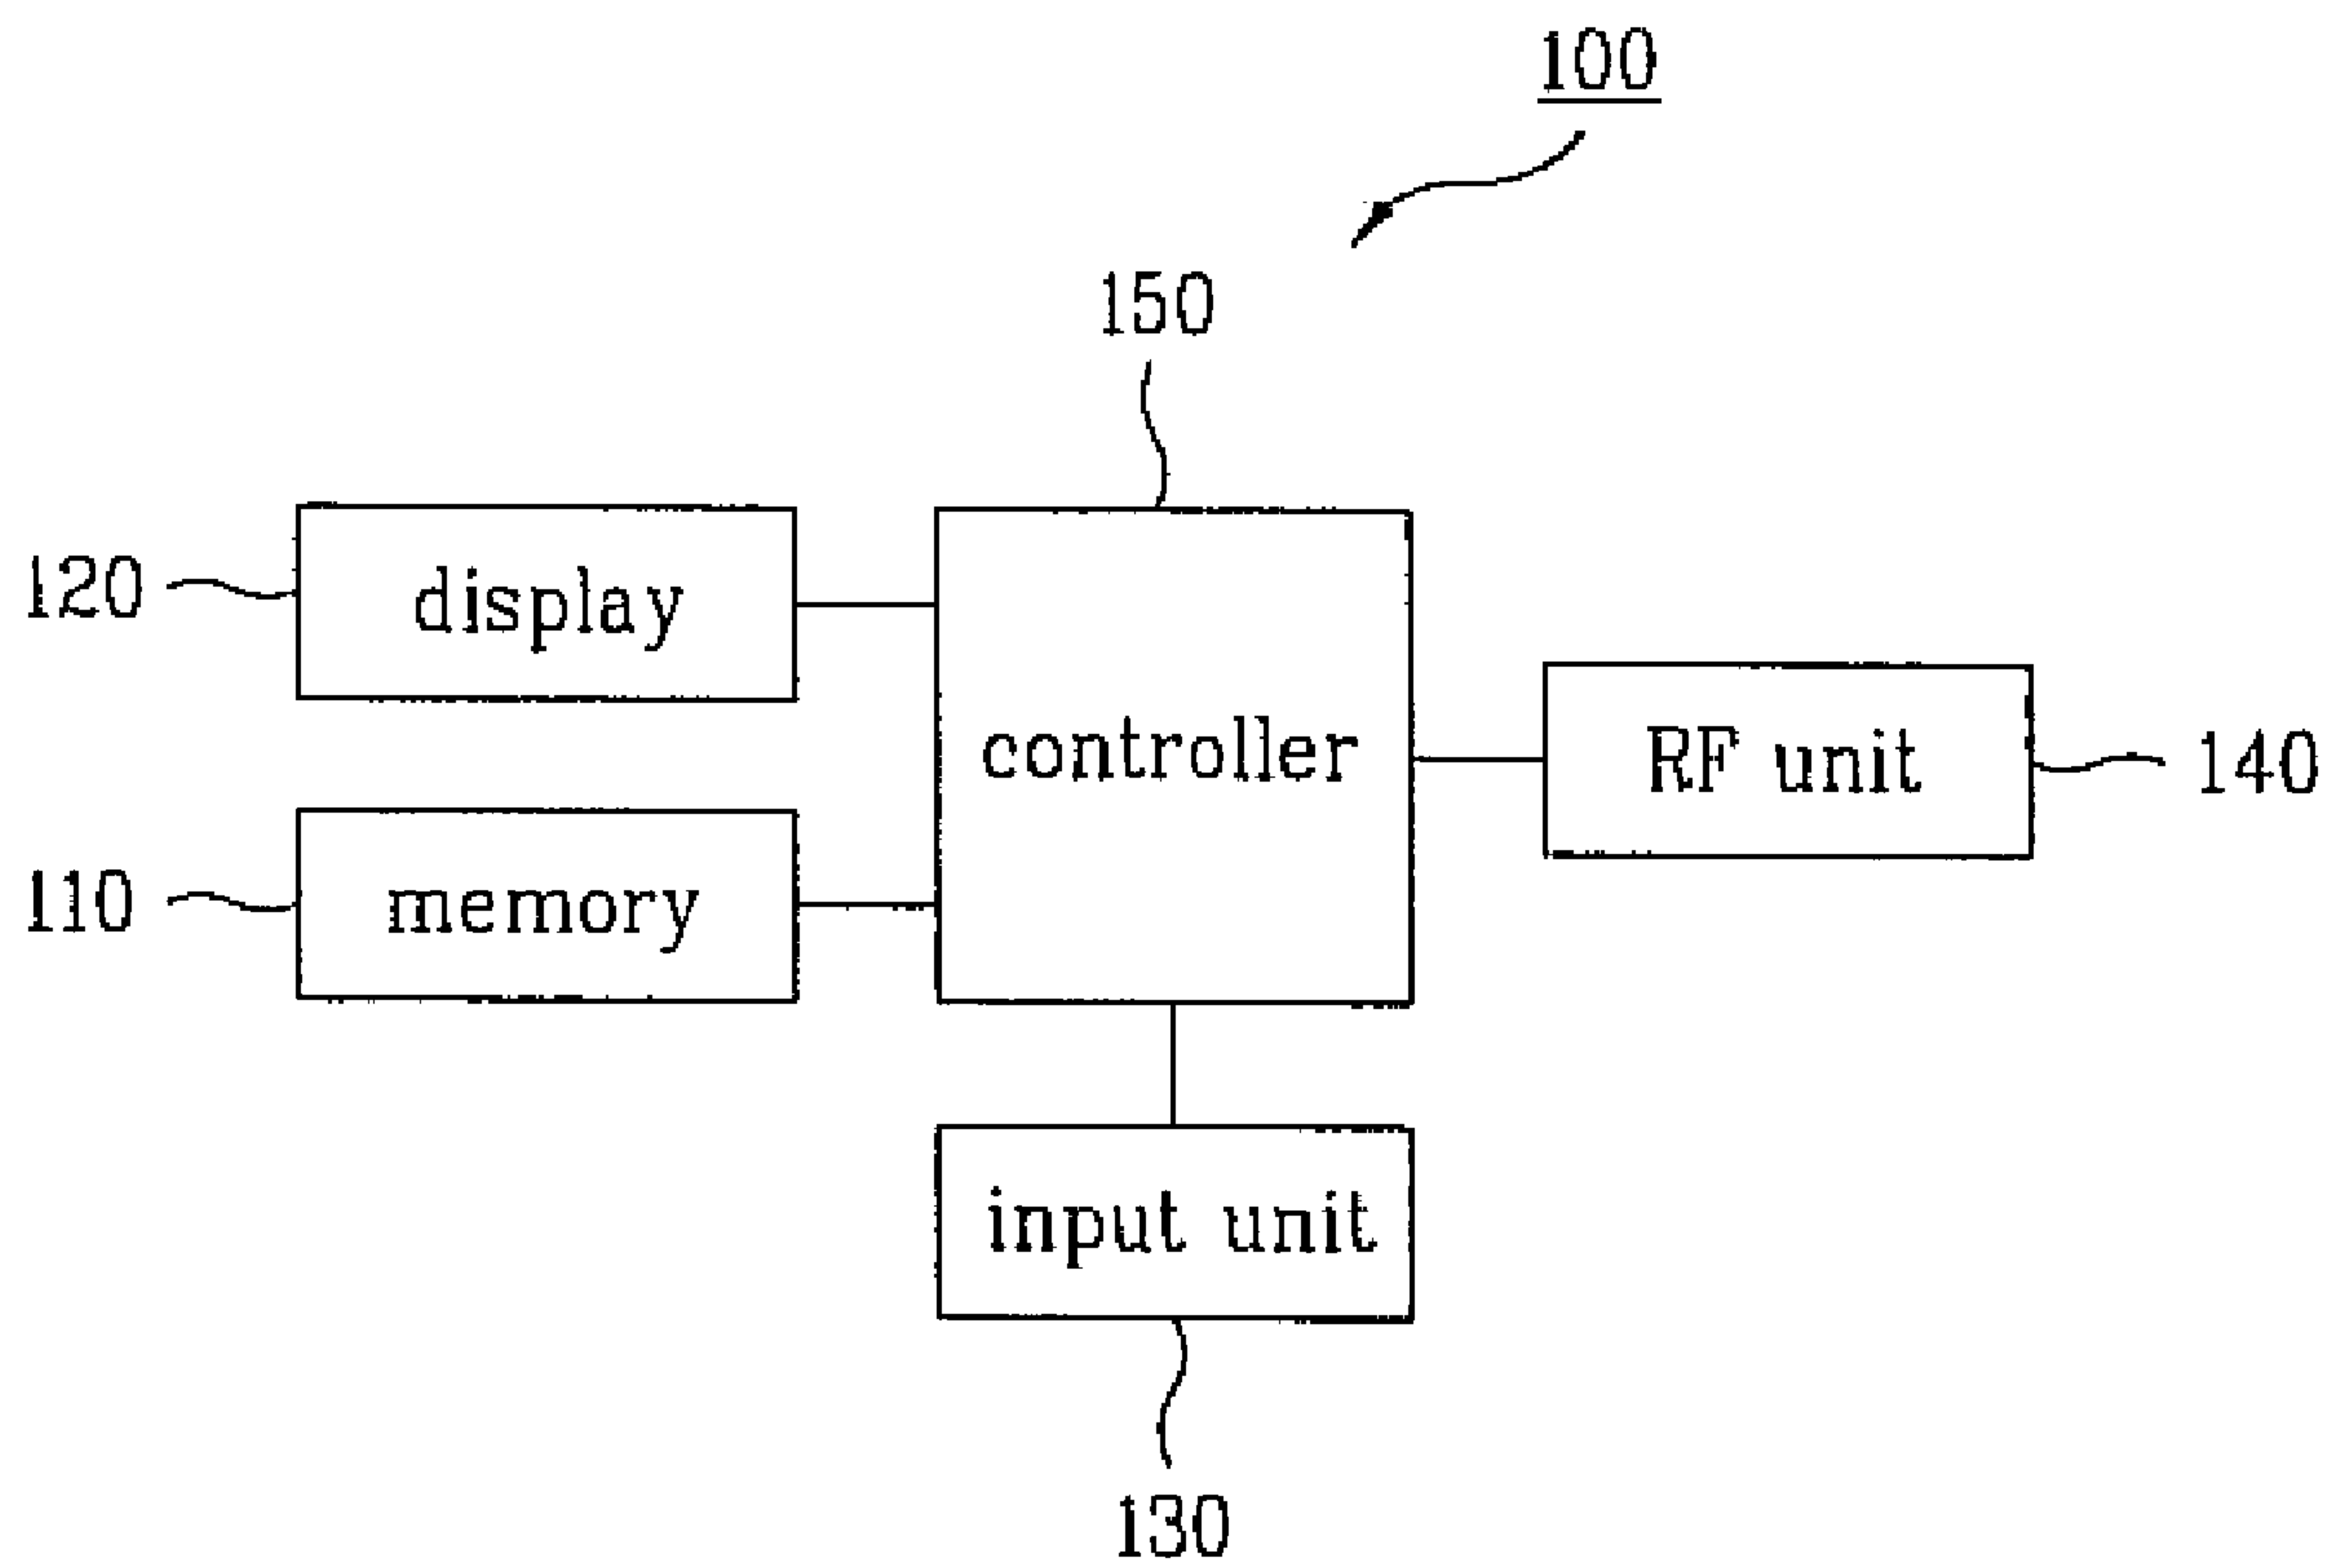 100
150
120
display
controller
RF unit
140
110
memory
input unit
130